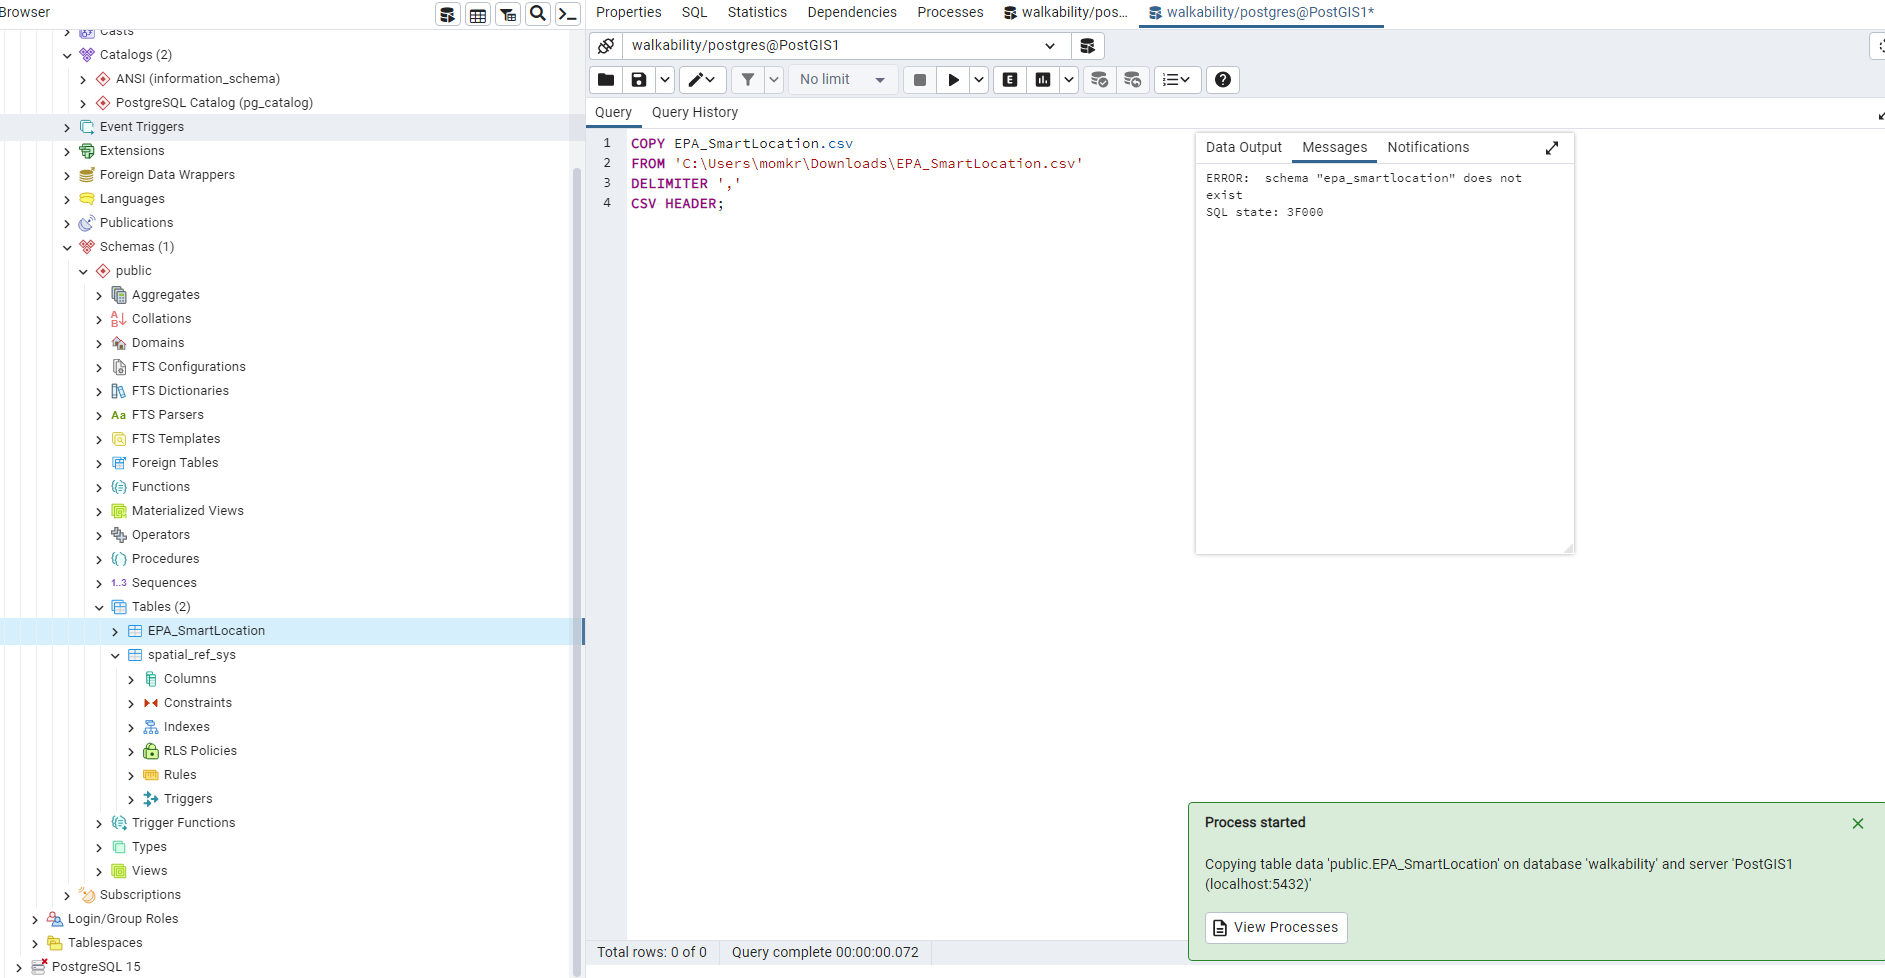 Browser
Properties SQL Statistics Dependencies Processes walkability/pos... walkability/postgres@PostGIS1*
Casts
Catalogs (2)
ANSI (information_schema)
PostgreSQL Catalog (pg_catalog)
Event Triggers
Extensions
Foreign Data Wrappers
Languages
Publications
Schemas (1)
public
Aggregates
Collations
Domains
FTS Configurations
FTS Dictionaries
Aa FTS Parsers
FTS Templates
Foreign Tables
Functions
Materialized Views
Operators
Procedures
1..3 Sequences
Tables (2)
EPA_SmartLocation
spatial_ref_sys
Columns
Constraints
Indexes
RLS Policies
Rules
Triggers
Trigger Functions
Types
Views
Subscriptions
Login/Group Roles
Tablespaces
PostgreSQL 15
walkability/postgres@PostGIS1
No limit
E
Query Query History
1 COPY EPA_SmartLocation.csv
2 FROM 'C:\Users\momkr\Downloads\EPA_SmartLocation.csv'
3 DELIMITER ','
4 CSV HEADER;
Data Output Messages Notifications
ERROR: schema "epa_smartlocation" does not
exist
SQL state: 3F000
Process started
Copying table data 'public.EPA_SmartLocation' on database 'walkability' and server 'PostGIS1
(localhost:5432)'
View Processes
Total rows: 0 of 0 Query complete 00:00:00.072